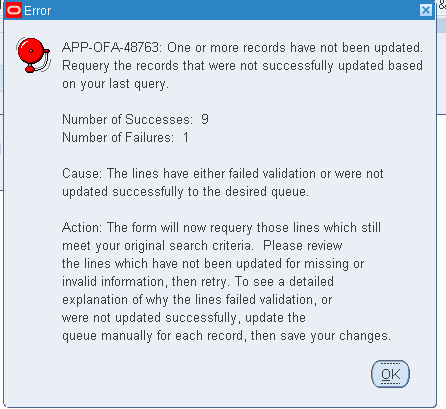 Error
APP-OFA-48763: One or more records have not been updated.
Requery the records that were not successfully updated based
on your last query.
Number of Successes: 9
Number of Failures: 1
Cause: The lines have either failed validation or were not
updated successfully to the desired queue.
Action: The form will now requery those lines which still
meet your original search criteria. Please review
the lines which have not been updated for missing or
invalid information, then retry. To see a detailed
explanation of why the lines failed validation, or
were not updated successfully, update the
queue manually for each record, then save your changes.
OK